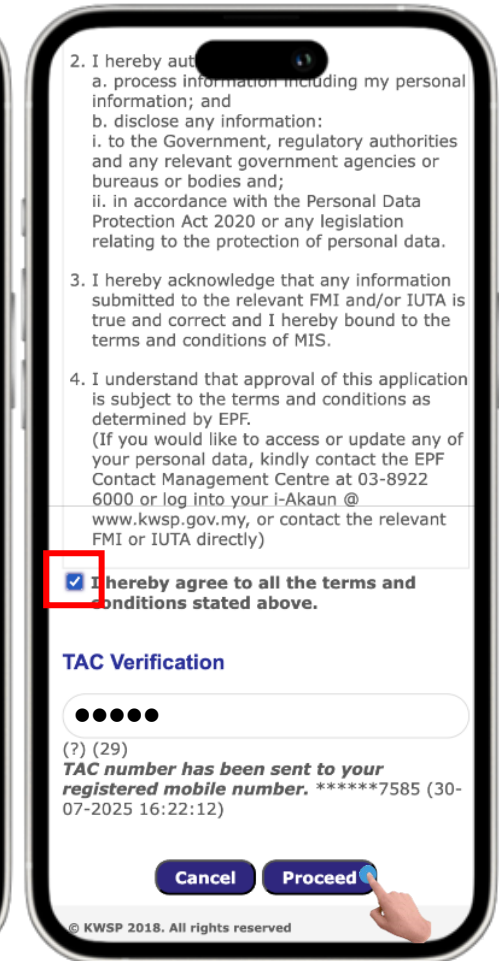 2. I hereby aut
a. process information including my personal
information; and
b. disclose any information:
i. to the Government, regulatory authorities
and any relevant government agencies or
bureaus or bodies and;
ii. in accordance with the Personal Data
Protection Act 2020 or any legislation
relating to the protection of personal data.
3. I hereby acknowledge that any information
submitted to the relevant FMI and/or IUTA is
true and correct and I hereby bound to the
terms and conditions of MIS.
4. I understand that approval of this application
is subject to the terms and conditions as
determined by EPF.
(If you would like to access or update any of
your personal data, kindly contact the EPF
Contact Management Centre at 03-8922
6000 or log into your i-Akaun @
www.kwsp.gov.my, or contact the relevant
FMI or IUTA directly)
I hereby agree to all the terms and
conditions stated above.
TAC Verification
●●●●●
(?) (29)
TAC number has been sent to your
registered mobile number. ******7585 (30-
07-2025 16:22:12)
Cancel Proceed
© KWSP 2018. All rights reserved